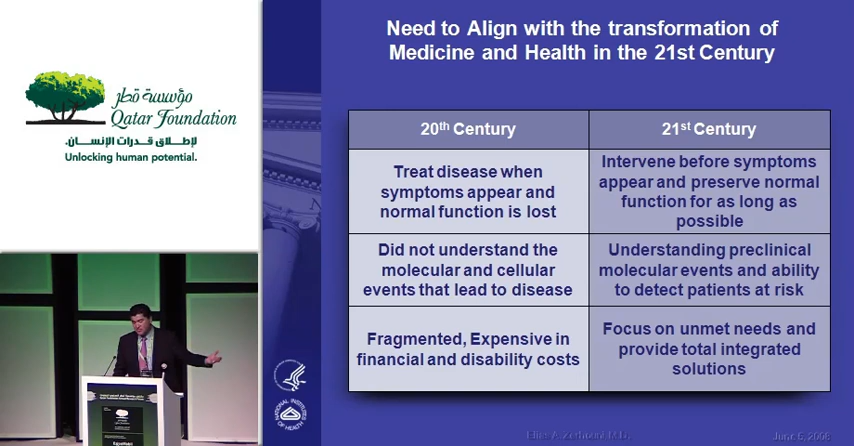 مؤسسة قطر
Qatar Foundation
لإطلاق قدرات الإنسان.
Unlocking human potential.
Need to Align with the transformation of
Medicine and Health in the 21st Century
20th Century
21st Century
Treat disease when
symptoms appear and
normal function is lost
Intervene before symptoms
appear and preserve normal
function for as long as
possible
Did not understand the
molecular and cellular
events that lead to disease
Understanding preclinical
molecular events and ability
to detect patients at risk
Fragmented, Expensive in
financial and disability costs
Focus on unmet needs and
provide total integrated
solutions
NATIONAL INSTITUTES
OF HEALTH
Elias A. Zerhouni M.D.